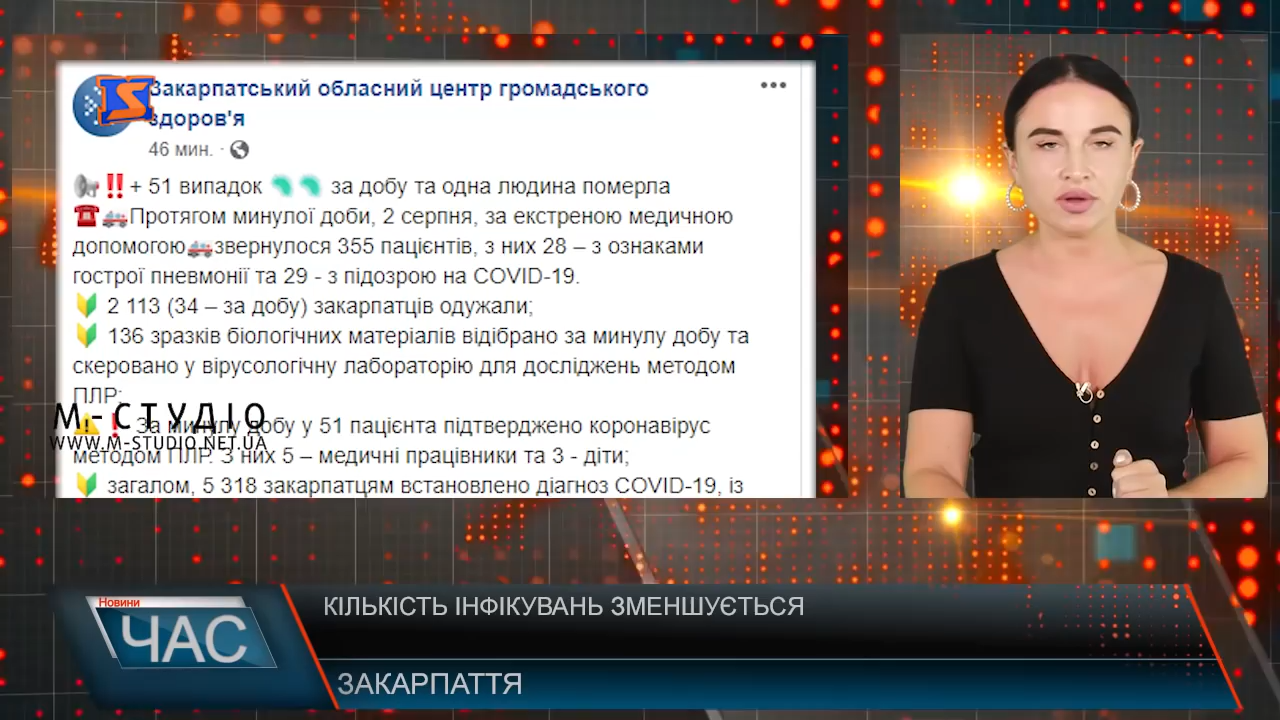 Закарпатський обласний центр громадського
здоров'я
46 мин.
+ 51 випадок за добу та одна людина померла
Протягом минулої доби, 2 серпня, за екстреною медичною
допомогою звернулося 355 пацієнтів, з них 28 – з ознаками
гострої пневмонії та 29 - з підозрою на COVID-19.
2 113 (34 – за добу) закарпатців одужали;
136 зразків біологічних матеріалів відібрано за минулу добу та
скеровано у вірусологічну лабораторію для досліджень методом
ПЛР;
За минулу добу у 51 пацієнта підтверджено коронавірус
методом ПЛР. З них 5 – медичні працівники та 3 - діти;
загалом, 5 318 закарпатцям встановлено діагноз COVID-19, із
М-СТУДІО
WWW.M-STUDIO.NET.UA
Новини
ЧАС
КІЛЬКІСТЬ ІНФІКУВАНЬ ЗМЕНШУЄТЬСЯ
ЗАКАРПАТТЯ